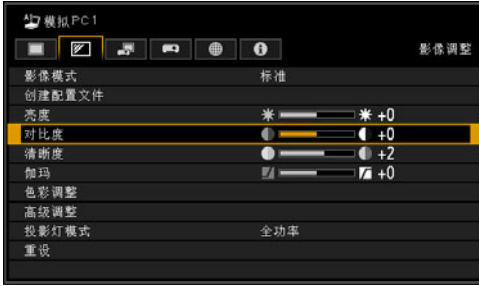 模拟PC1
影像调整
影像模式 标准
创建配置文件
亮度 +0
对比度 +0
清晰度 +2
伽玛 +0
色彩调整
高级调整
投影灯模式 全功率
重设